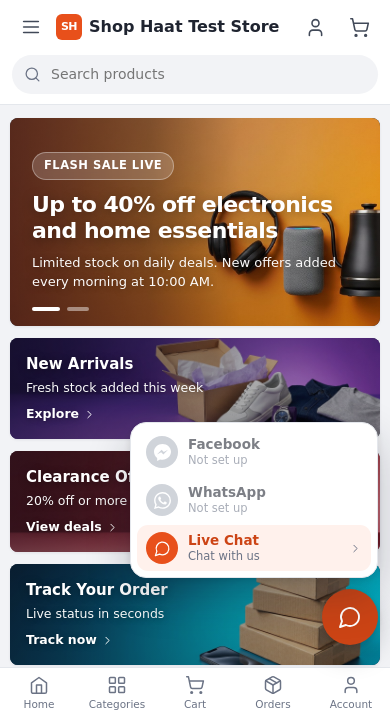 SH Shop Haat Test Store
Search products
FLASH SALE LIVE
Up to 40% off electronics
and home essentials
Limited stock on daily deals. New offers added
every morning at 10:00 AM.
New Arrivals
Fresh stock added this week
Explore
Clearance
20% off or more
View deals
Facebook
Not set up
WhatsApp
Not set up
Live Chat
Chat with us
Track Your Order
Live status in seconds
Track now
Home Categories Cart Orders Account